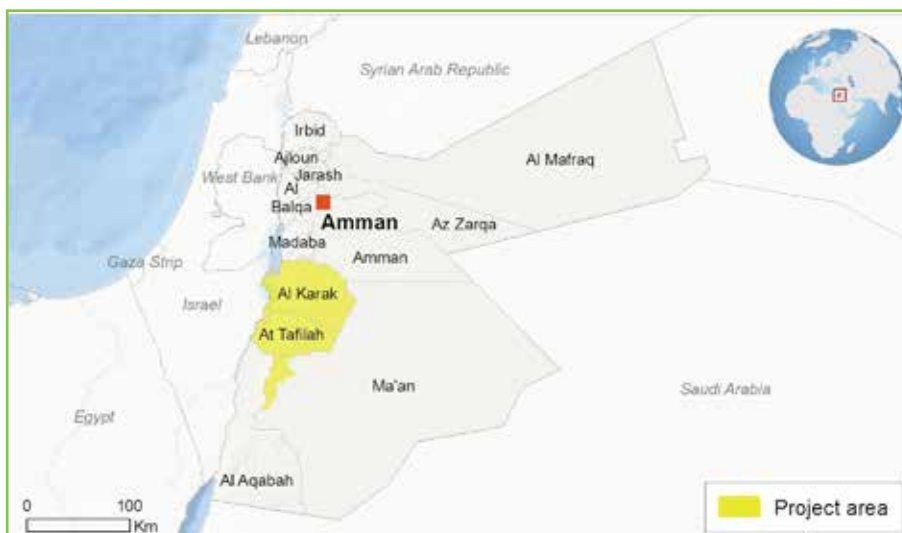 Lebanon
Syrian Arab Republic
Irbid
Ajloun
Al Mafraq
Jarash
West Bank
Al
Balqa
Amman
Az Zarqa
Madaba
Amman
Gaza Strip
Al Karak
Israel
At Tafilah
Ma'an
Saudi Arabia
Egypt
Al Aqabah
0 100
Km
Project area